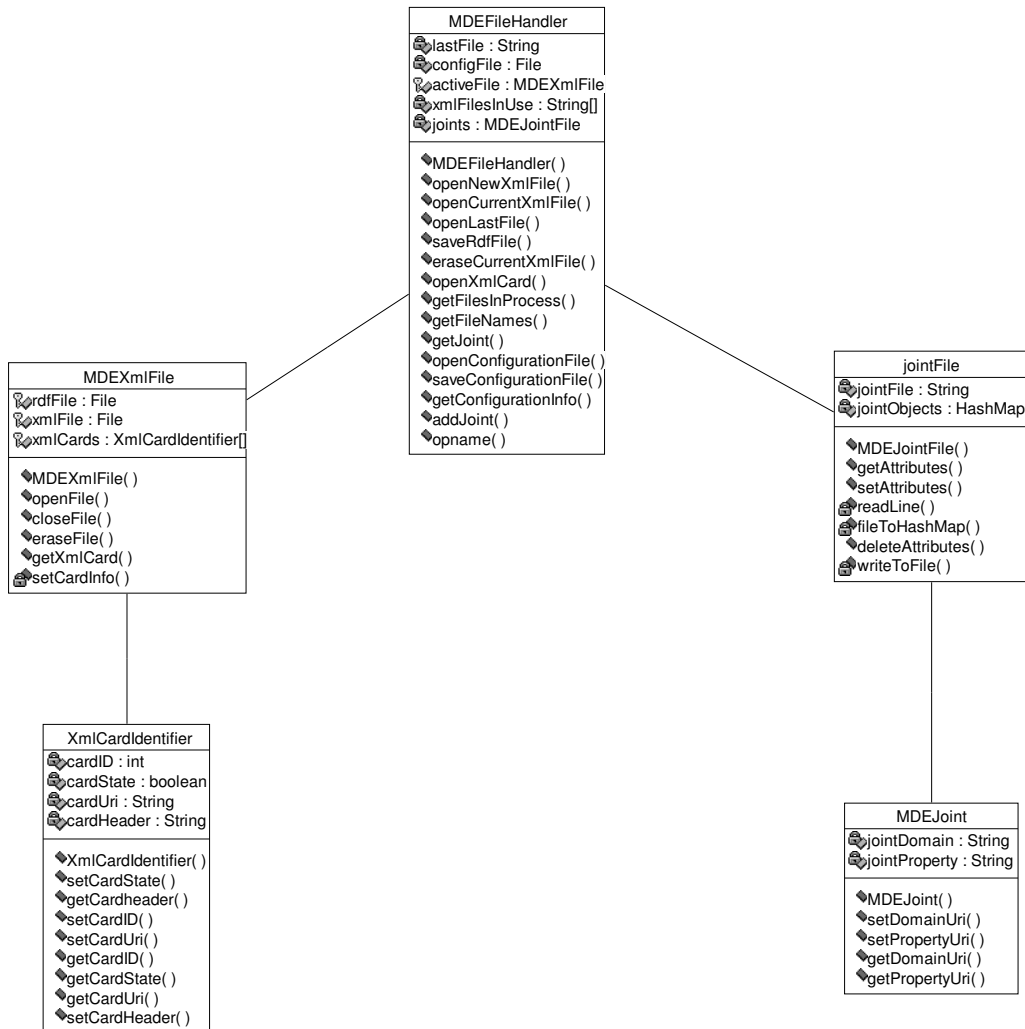 MDEFileHandler
lastFile : String
configFile : File
activeFile : MDEXmlFile
xmlFilesInUse : String[]
joints : MDEJointFile
MDEFileHandler( )
openNewXmlFile( )
openCurrentXmlFile( )
openLastFile( )
saveRdfFile( )
eraseCurrentXmlFile( )
openXmlCard( )
getFilesInProcess( )
getFileNames( )
getJoint( )
openConfigurationFile( )
saveConfigurationFile( )
getConfigurationInfo( )
addJoint( )
opname( )
MDEXmlFile
rdfFile : File
xmlFile : File
xmlCards : XmlCardIdentifier[]
MDEXmlFile( )
openFile( )
closeFile( )
eraseFile( )
getXmlCard( )
setCardInfo( )
jointFile
jointFile : String
jointObjects : HashMap
MDEJointFile( )
getAttributes( )
setAttributes( )
readLine( )
fileToHashMap( )
deleteAttributes( )
writeToFile( )
XmlCardIdentifier
cardID : int
cardState : boolean
cardUri : String
cardHeader : String
XmlCardIdentifier( )
setCardState( )
getCardheader( )
setCardID( )
setCardUri( )
getCardID( )
getCardState( )
getCardUri( )
setCardHeader( )
MDEJoint
jointDomain : String
jointProperty : String
MDEJoint( )
setDomainUri( )
setPropertyUri( )
getDomainUri( )
getPropertyUri( )